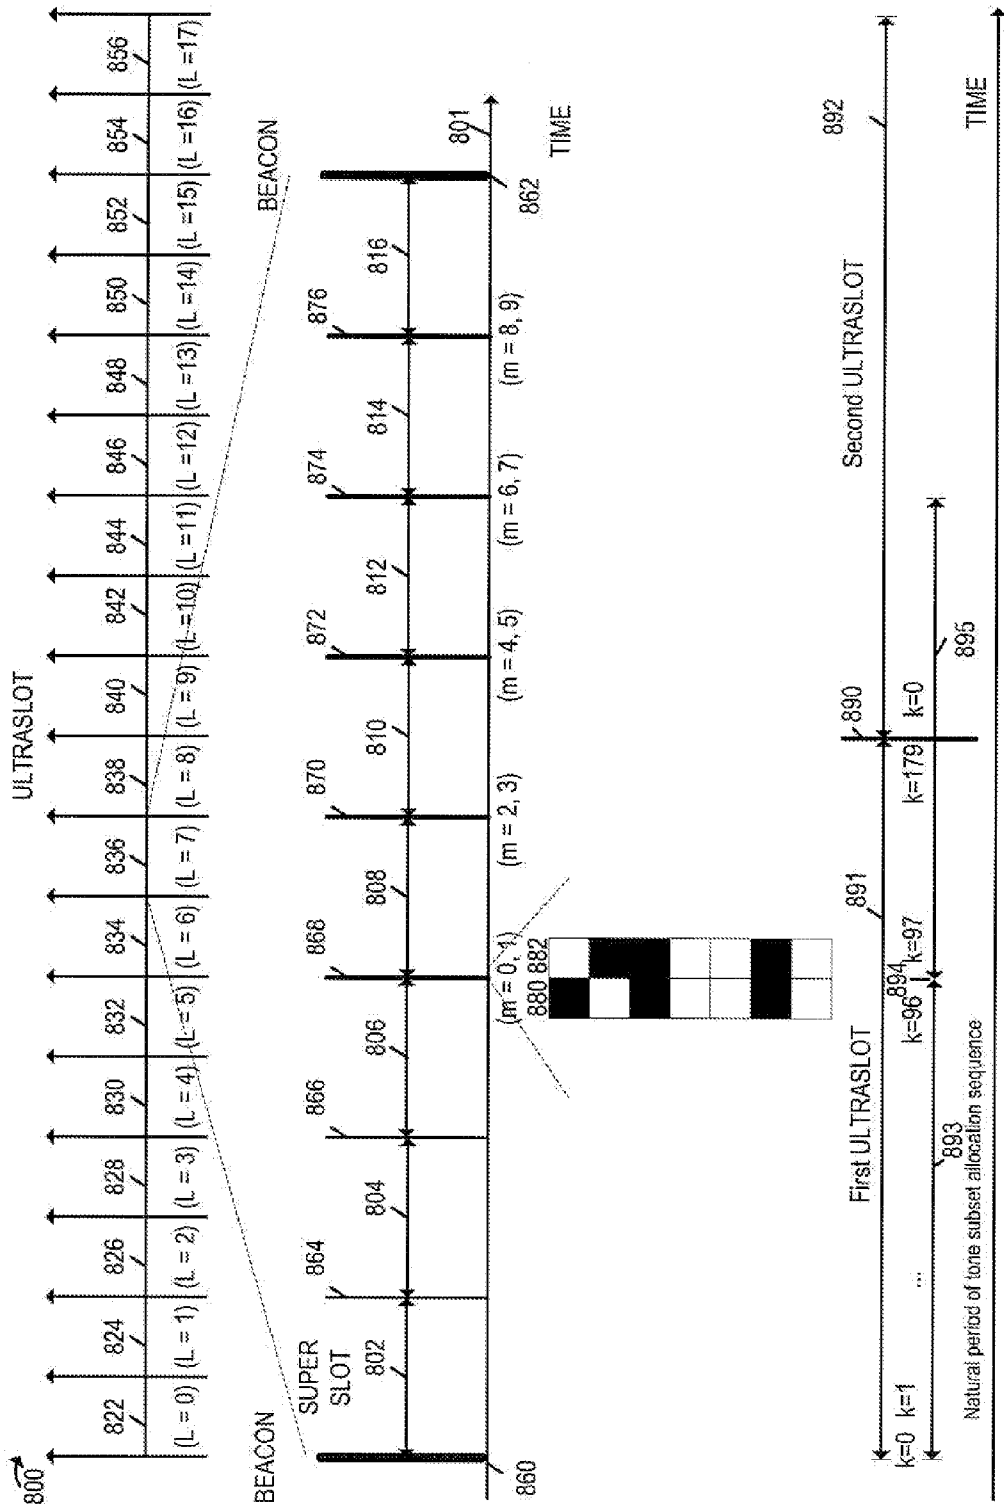 800
ULTRASLOT
822 824 826 828 830 832 834 836 838 840 842 844 846 848 850 852 854 856
(L = 0) (L = 1) (L = 2) (L = 3) (L = 4) (L = 5) (L = 6) (L = 7) (L = 8) (L = 9) (L =10) (L =11) (L =12) (L =13) (L =14) (L =15) (L =16) (L =17)
BEACON BEACON
SUPER
SLOT
864 866 868 870 872 874 876
802 804 806 808 810 812 814 816
801
860 862
(m = 0, 1) (m = 2, 3) (m = 4, 5) (m = 6, 7) (m = 8, 9)
TIME
880 882
First ULTRASLOT Second ULTRASLOT
891 890 892
894
k=0 k=1 ... k=96 k=97 k=179 k=0
893 895
Natural period of tone subset allocation sequence
TIME